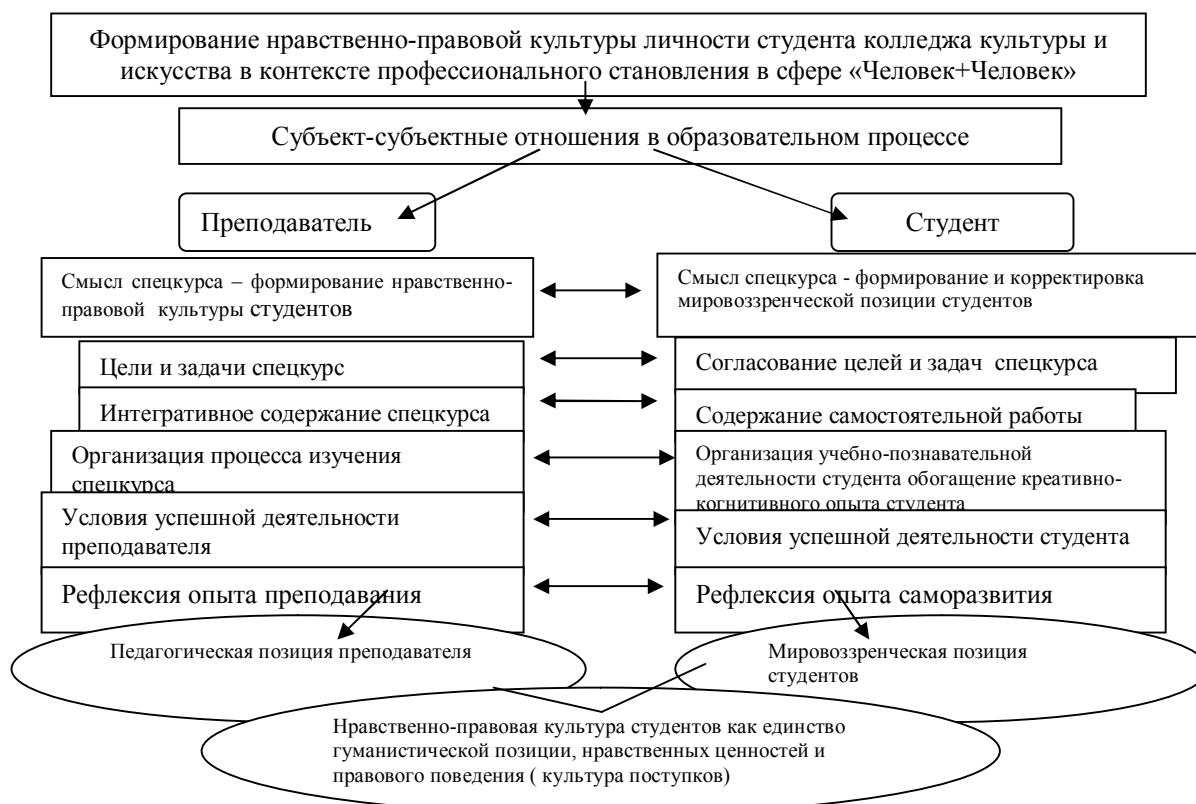 Формирование нравственно-правовой культуры личности студента колледжа культуры и
искусства в контексте профессионального становления в сфере «Человек+Человек»
Субъект-субъектные отношения в образовательном процессе
Преподаватель
Студент
Смысл спецкурса – формирование нравственно-
правовой культуры студентов
Смысл спецкурса - формирование и корректировка
мировоззренческой позиции студентов
Цели и задачи спецкурс
Согласование целей и задач спецкурса
Интегративное содержание спецкурса
Содержание самостоятельной работы
Организация процесса изучения
спецкурса
Организация учебно-познавательной
деятельности студента обогащение креативно-
когнитивного опыта студента
Условия успешной деятельности
преподавателя
Условия успешной деятельности студента
Рефлексия опыта преподавания
Рефлексия опыта саморазвития
Педагогическая позиция преподавателя
Мировоззренческая позиция
студентов
Нравственно-правовая культура студентов как единство
гуманистической позиции, нравственных ценностей и
правового поведения ( культура поступков)